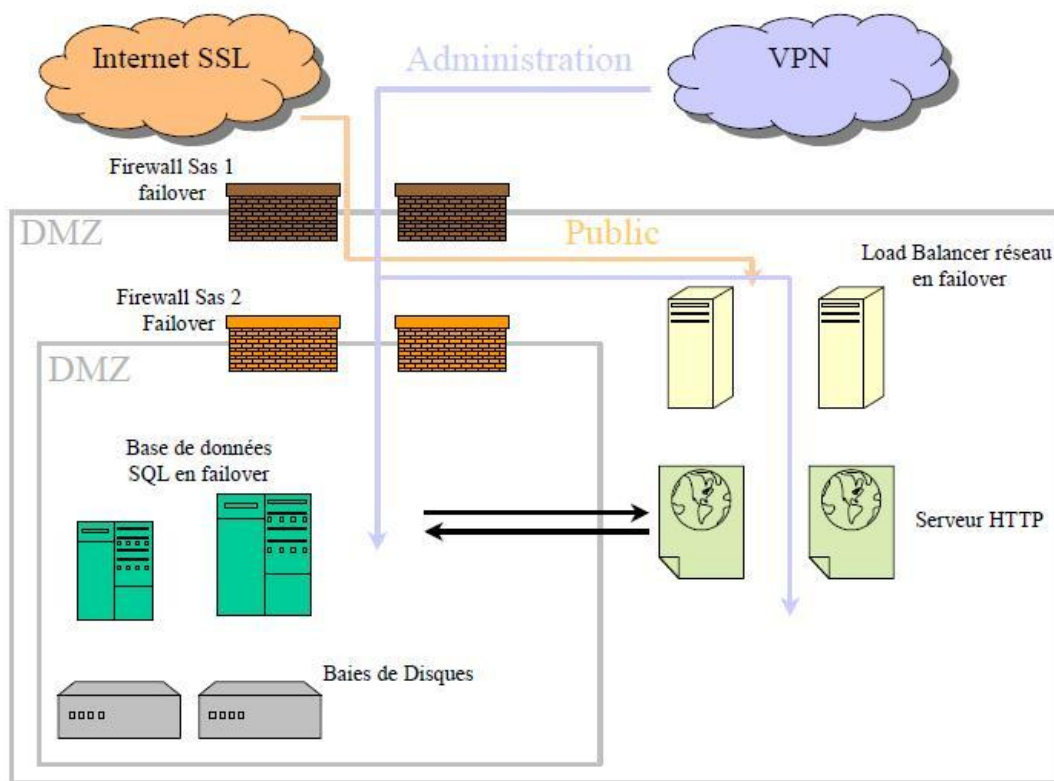 Internet SSL
Administration
VPN
Firewall Sas 1
failover
DMZ
Public
Load Balancer réseau
en failover
Firewall Sas 2
Failover
DMZ
Base de données
SQL en failover
Serveur HTTP
Baies de Disques